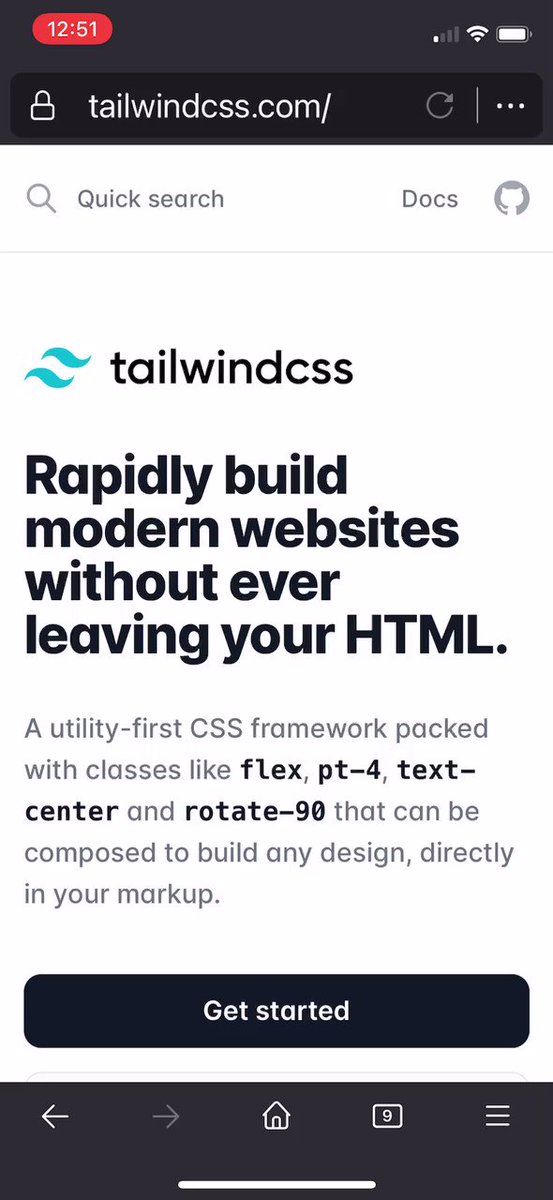 12:51
tailwindcss.com/
Quick search
Docs
tailwindcss
Rapidly build
modern websites
without ever
leaving your HTML.
A utility-first CSS framework packed
with classes like flex, pt-4, text-
center and rotate-90 that can be
composed to build any design, directly
in your markup.
Get started
9